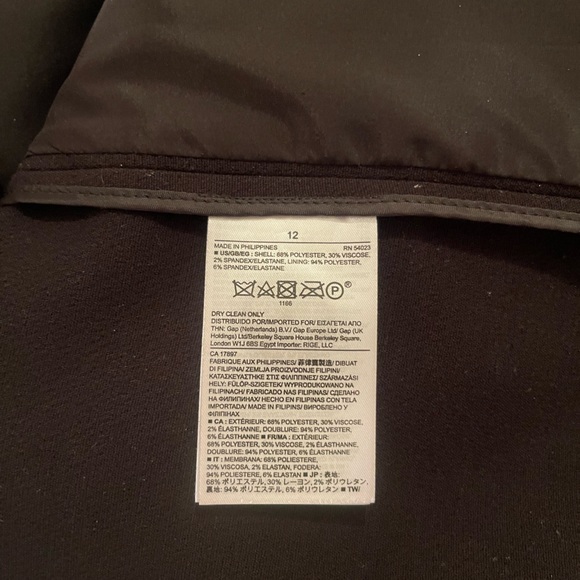 12
MADE IN PHILIPPINES RN 54023
■ US/GB/EG : SHELL: 68% POLYESTER, 30% VISCOSE,
2% SPANDEX/ELASTANE, LINING: 94% POLYESTER,
6% SPANDEX/ELASTANE
P®
1166
DRY CLEAN ONLY
DISTRIBUIDO POR/IMPORTED FOR/ ΕΙΣΑΓΕΤΑΙ ΑΠΟ
ΤΗΝ: Gap (Netherlands) B.V./ Gap Europe Ltd/ Gap (UK
Holdings) Ltd/Berkeley Square House Berkeley Square,
London W1J 6BS Egypt Importer: RIGE, LLC
CA 17897
FABRIQUE AUX PHILIPPINES/ 菲律賓製造/ DIBUAT
DI FILIPINA/ ZEMLJA PROIZVODNJE FILIPINI/
ΚΑΤΑΣΚΕΥΑΣΤΗΚΕ ΣΤΙΣ ΦΙΛΙΠΠΙΝΕΣ/ SZÁRMAZÁSI
HELY: FÜLÖP-SZIGETEK/ WYPRODUKOWANO NA
FILIPINACH/ FABRICADO NAS FILIPINAS/ СДЕЛАНО
НА ФИЛИПИНАХ/ HECHO EN FILIPINAS CON TELA
IMPORTADA/ MADE IN FILIPINS/ ВИРОБЛЕНО У
ФІЛІПІНАХ
■ CA : EXTÉRIEUR: 68% POLYESTER, 30% VISCOSE,
2% ÉLASTHANNE, DOUBLURE: 94% POLYESTER,
6% ÉLASTHANNE ■ FR/MA : EXTÉRIEUR:
68% POLYESTER, 30% VISCOSE, 2% ÉLASTHANNE,
DOUBLURE: 94% POLYESTER, 6% ÉLASTHANNE
■ IT : MEMBRANA: 68% POLIESTERE,
30% VISCOSA, 2% ELASTAN, FODERA:
94% POLIESTERE, 6% ELASTAN ■ JP : 表地:
68% ポリエステル, 30% レーヨン, 2% ポリウレタン,
裏地: 94% ポリエステル, 6% ポリウレタン ■ TW/